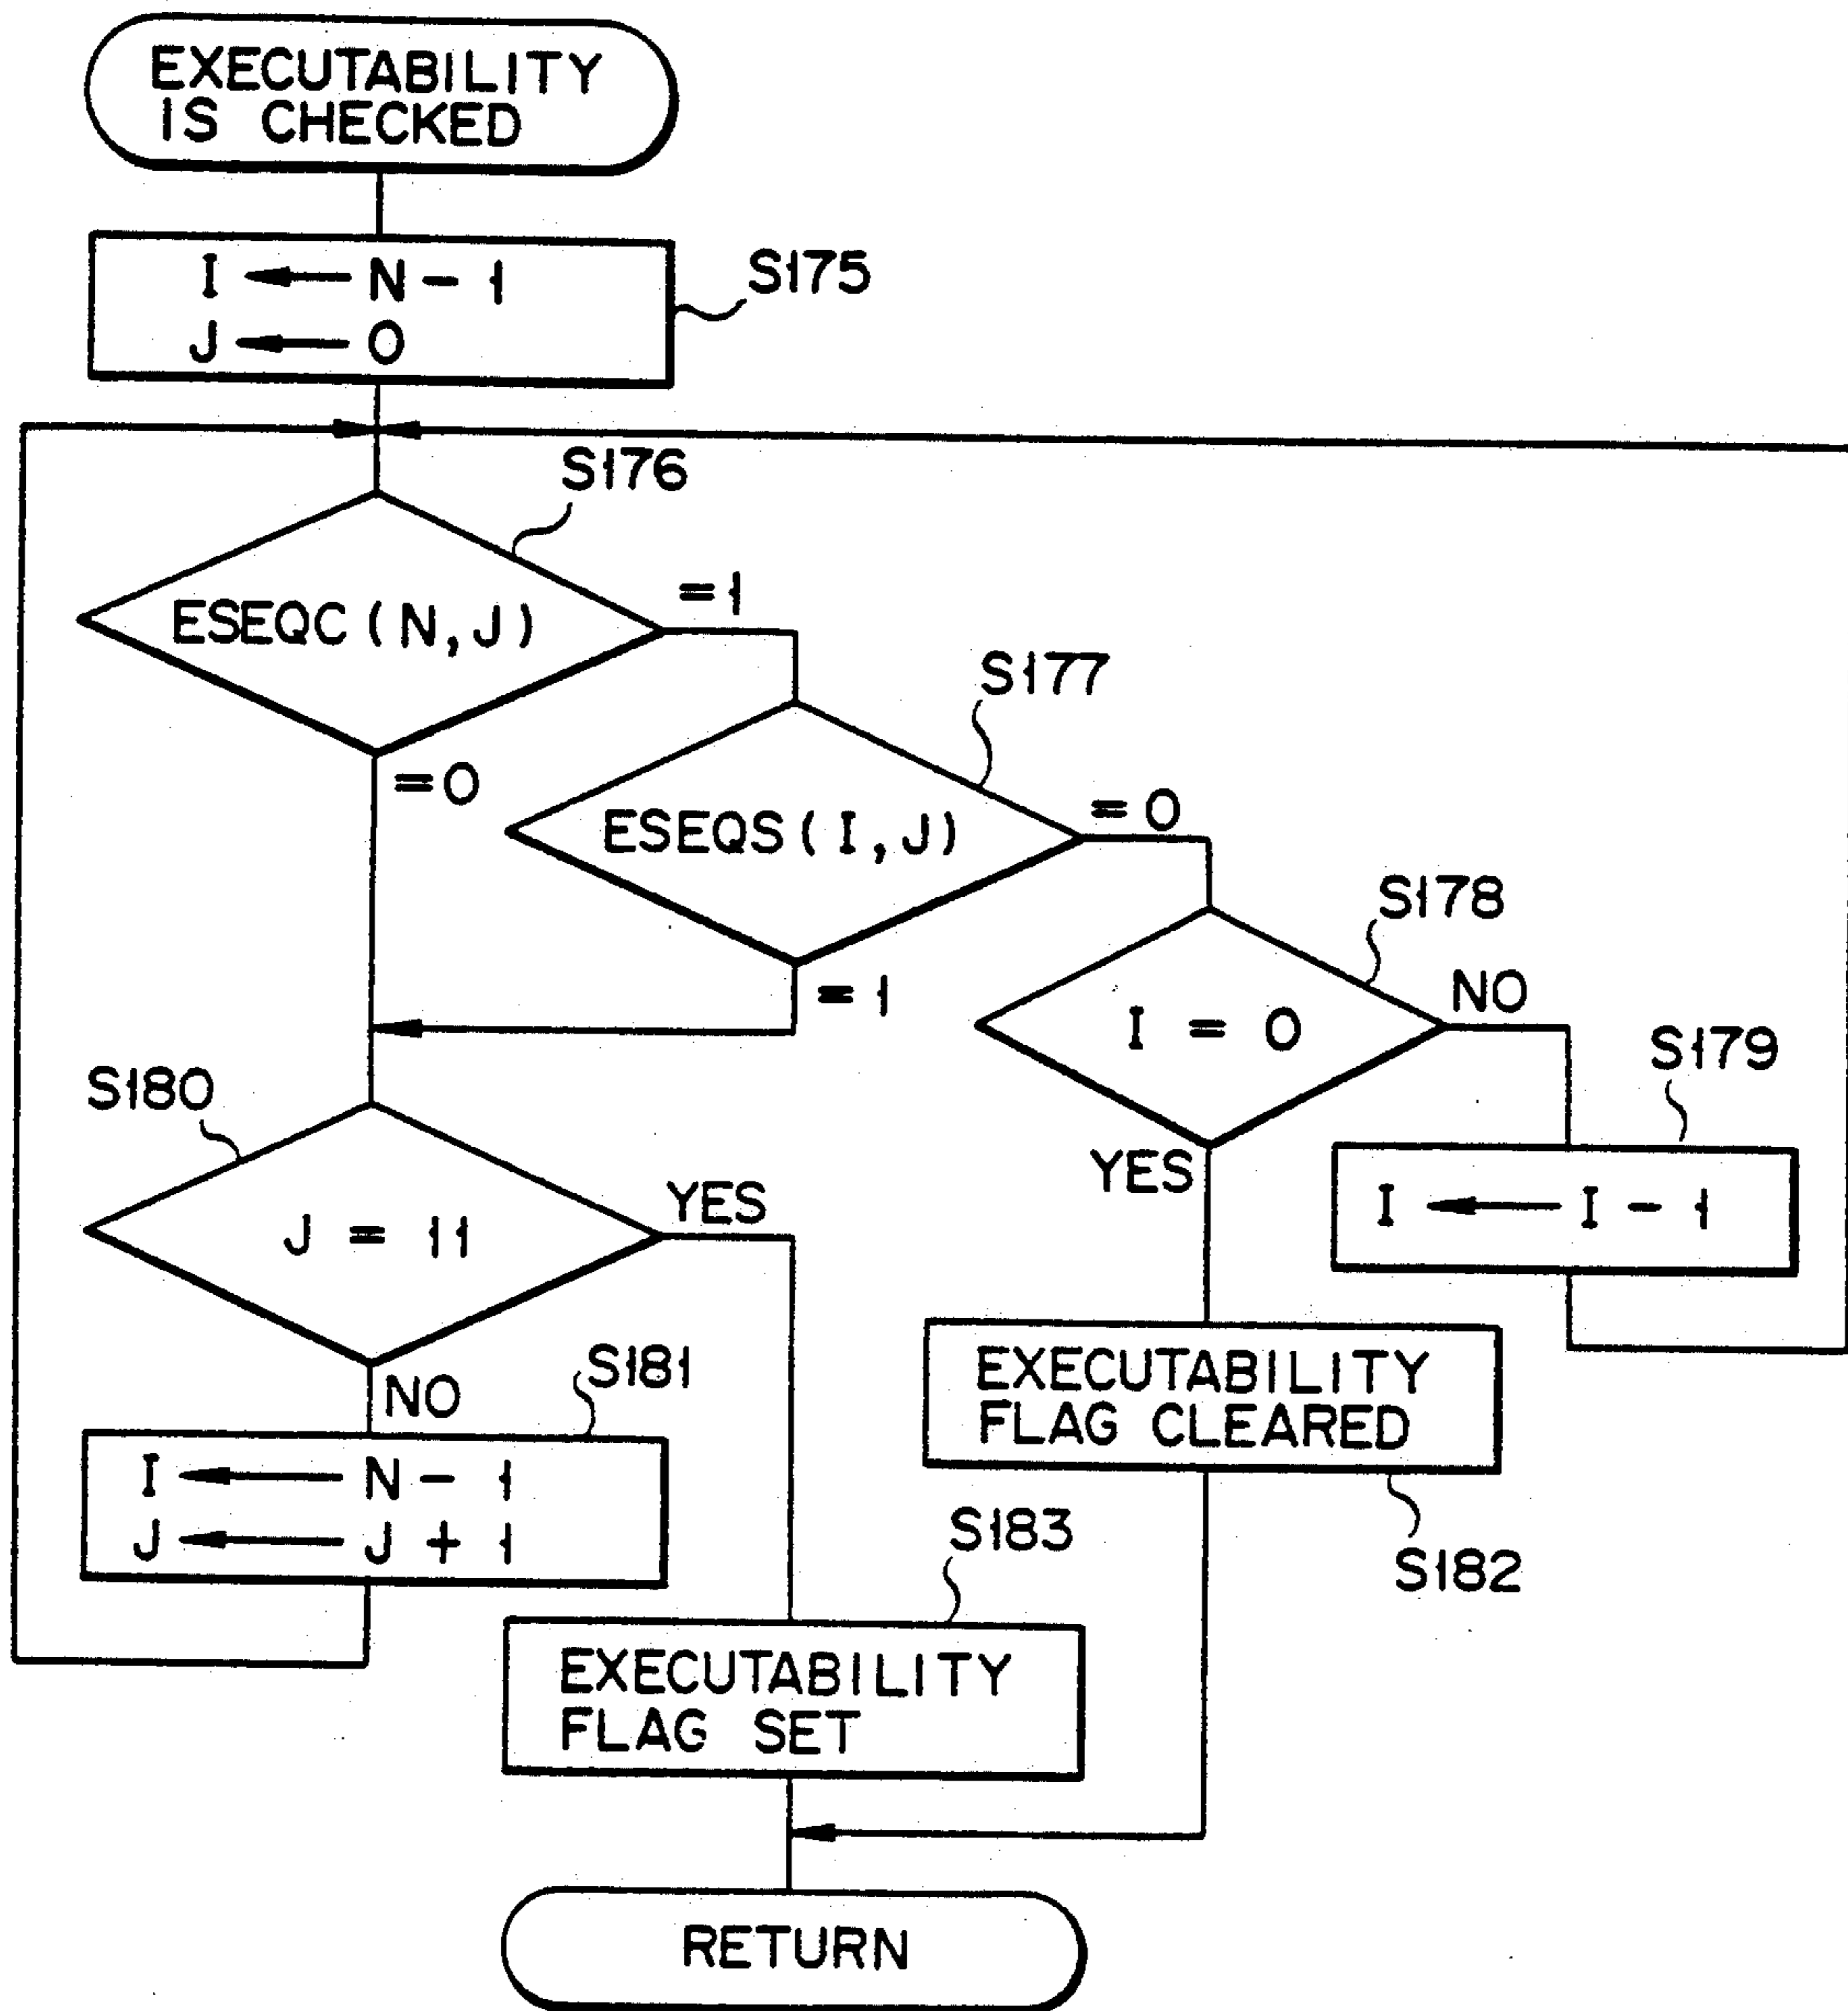 EXECUTABILITY
IS CHECKED
I ← N - 1
J ← 0
S175
S176
ESEQC (N, J)
=1
=0
S177
ESEQS (I, J)
=0
=1
S178
I = 0
NO
YES
S179
I ← I - 1
S180
J = 11
YES
NO
S181
I ← N - 1
J ← J + 1
EXECUTABILITY
FLAG CLEARED
S182
S183
EXECUTABILITY
FLAG SET
RETURN